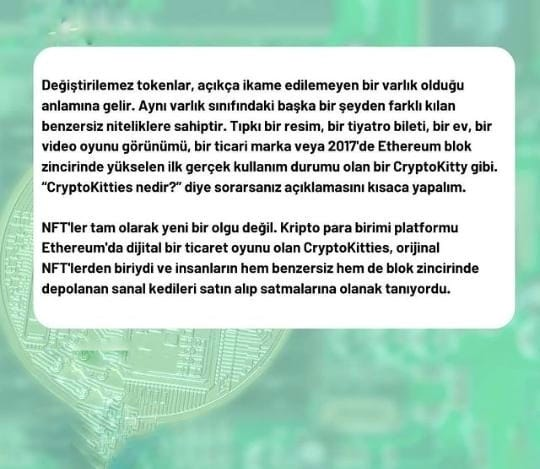 Değiştirilemez tokenlar, açıkça ikame edilemeyen bir varlık olduğu
anlamına gelir. Aynı varlık sınıfındaki başka bir şeyden farklı kılan
benzersiz niteliklere sahiptir. Tıpkı bir resim, bir tiyatro bileti, bir ev, bir
video oyunu görünümü, bir ticari marka veya 2017'de Ethereum blok
zincirinde yükselen ilk gerçek kullanım durumu olan bir CryptoKitty gibi.
“CryptoKitties nedir?” diye sorarsanız açıklamasını kısaca yapalım.
NFT'ler tam olarak yeni bir olgu değil. Kripto para birimi platformu
Ethereum'da dijital bir ticaret oyunu olan CryptoKitties, orijinal
NFT'lerden biriydi ve insanların hem benzersiz hem de blok zincirinde
depolanan sanal kedileri satın alıp satmalarına olanak tanıyordu.